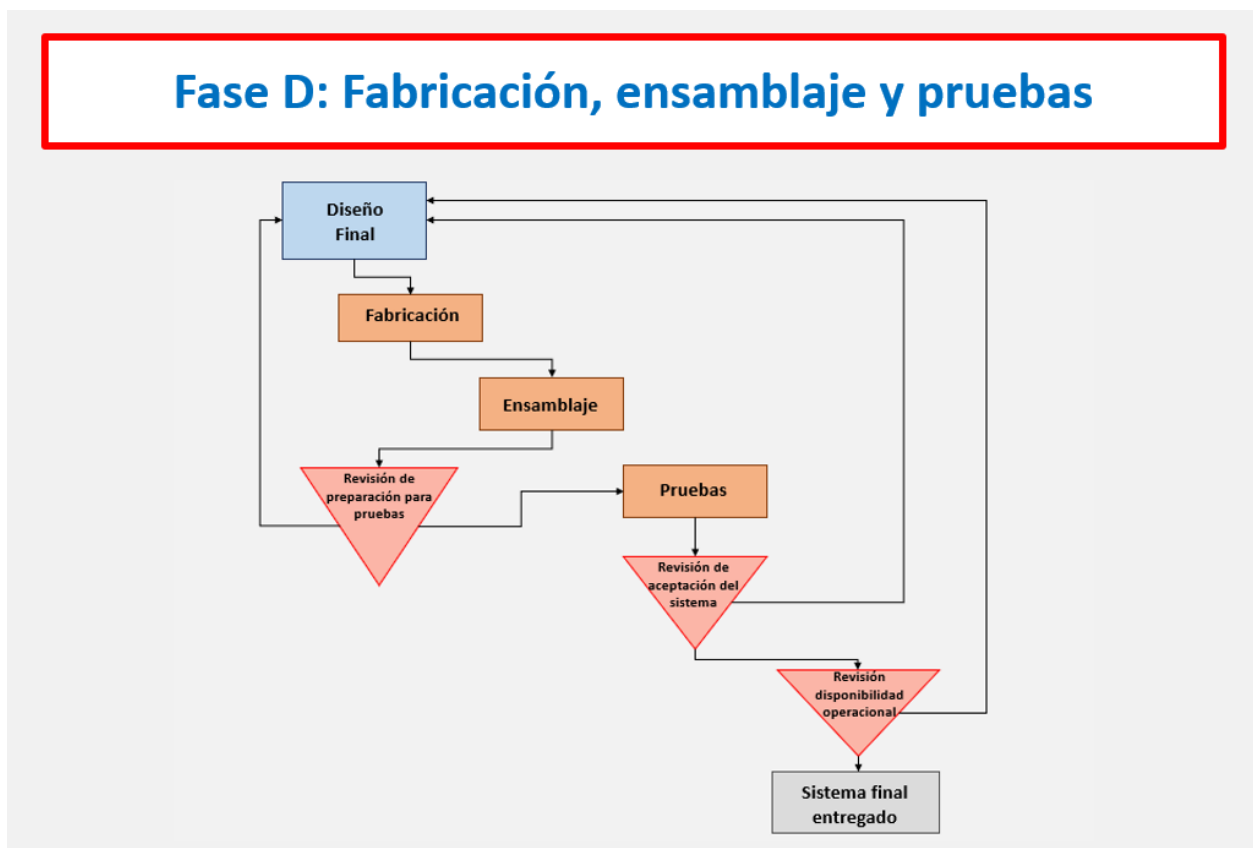 Fase D: Fabricación, ensamblaje y pruebas
Diseño
Final
Fabricación
Ensamblaje
Revisión de
preparación para
pruebas
Pruebas
Revisión de
aceptación del
sistema
Revisión
disponibilidad
operacional
Sistema final
entregado